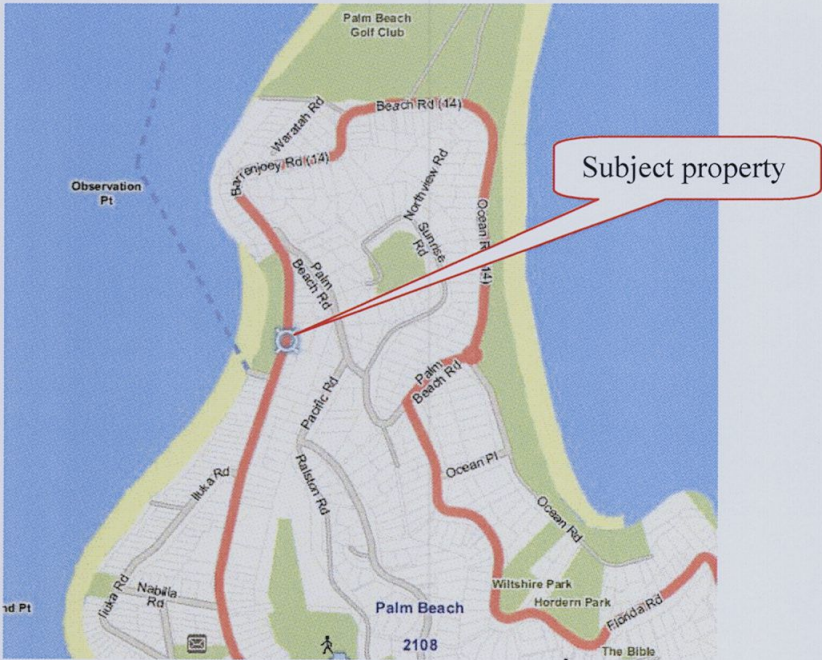 Palm Beach
Golf Club
Beach Rd (14)
Waratah Rd
Barrenjoey Rd (14)
Subject property
Observation
Pt
Northview Rd
Sunrise
Rd
Ocean R
14)
Palm
Beach Rd
Palm
Beach Rd
Pacific Rd
Ralston Rd
Ocean Pl
Iluka Rd
Ocean Rd
Iluka Rd
Nabilla
Rd
nd Pt
Wiltshire Park
Hordern Park
Florida Rd
Palm Beach
2108
The Bible